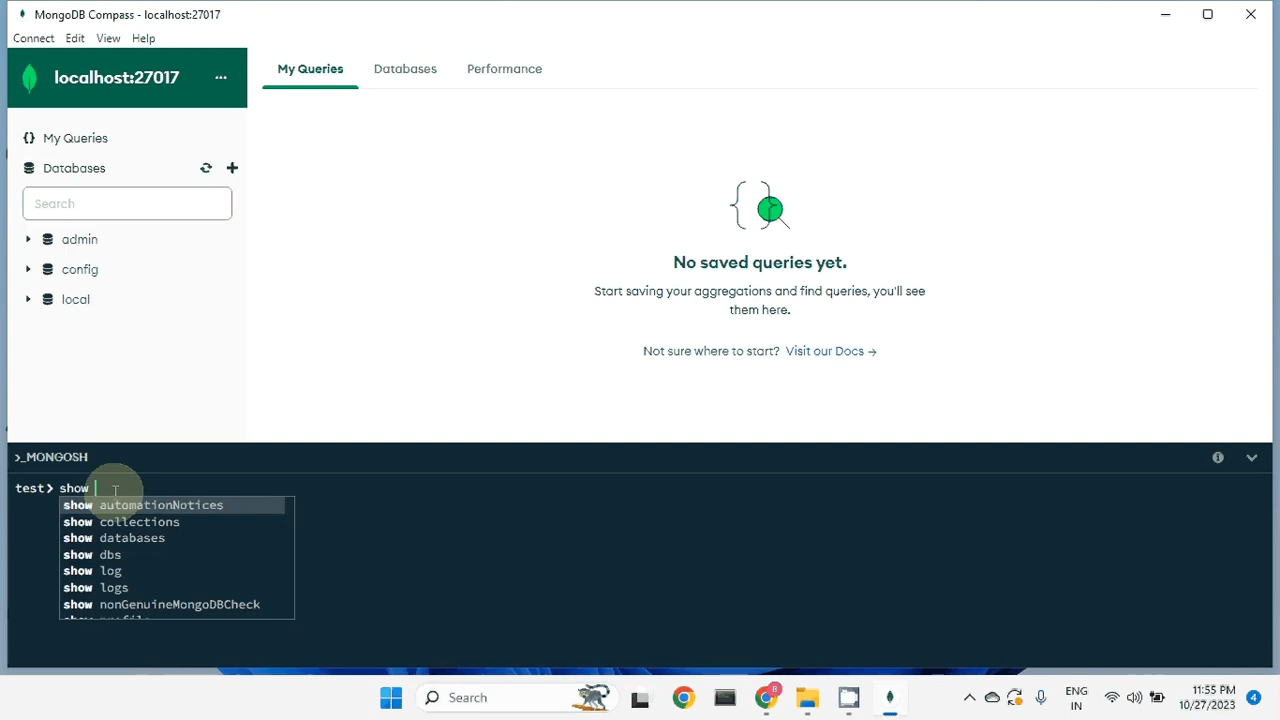 MongoDB Compass - localhost:27017
Connect Edit View Help
localhost:27017 ...
My Queries Databases Performance
{} My Queries
Databases
Search
admin
config
local
No saved queries yet.
Start saving your aggregations and find queries, you'll see
them here.
Not sure where to start? Visit our Docs →
>_MONGOSH
test> show
show automationNotices
show collections
show databases
show dbs
show log
show logs
show nonGenuineMongoDBCheck
Search
8
ENG
IN
11:55 PM
10/27/2023
4